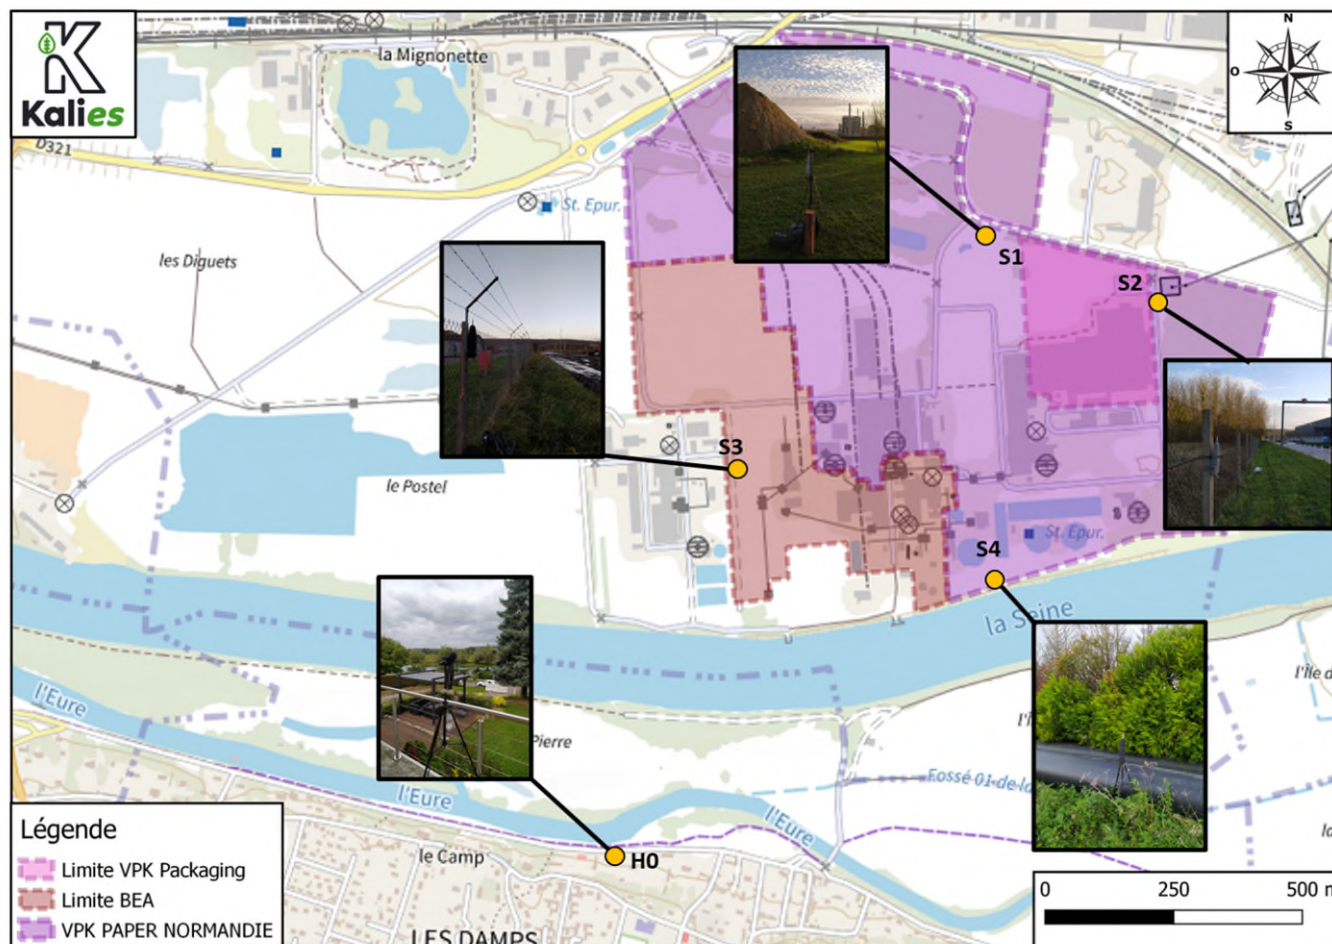 Kalies
la Mignonette
N
O
S
D321
St. Epur.
les Diguets
S1
S2
S3
le Postel
St. Epur.
S4
la Seine
l'Eure
Pierre
l'Eure
Fossé 01 de
l'Eure
le Camp
H0
LES DAMPS
Légende
Limite VPK Packaging
Limite BEA
VPK PAPER NORMANDIE
0 250 500 m